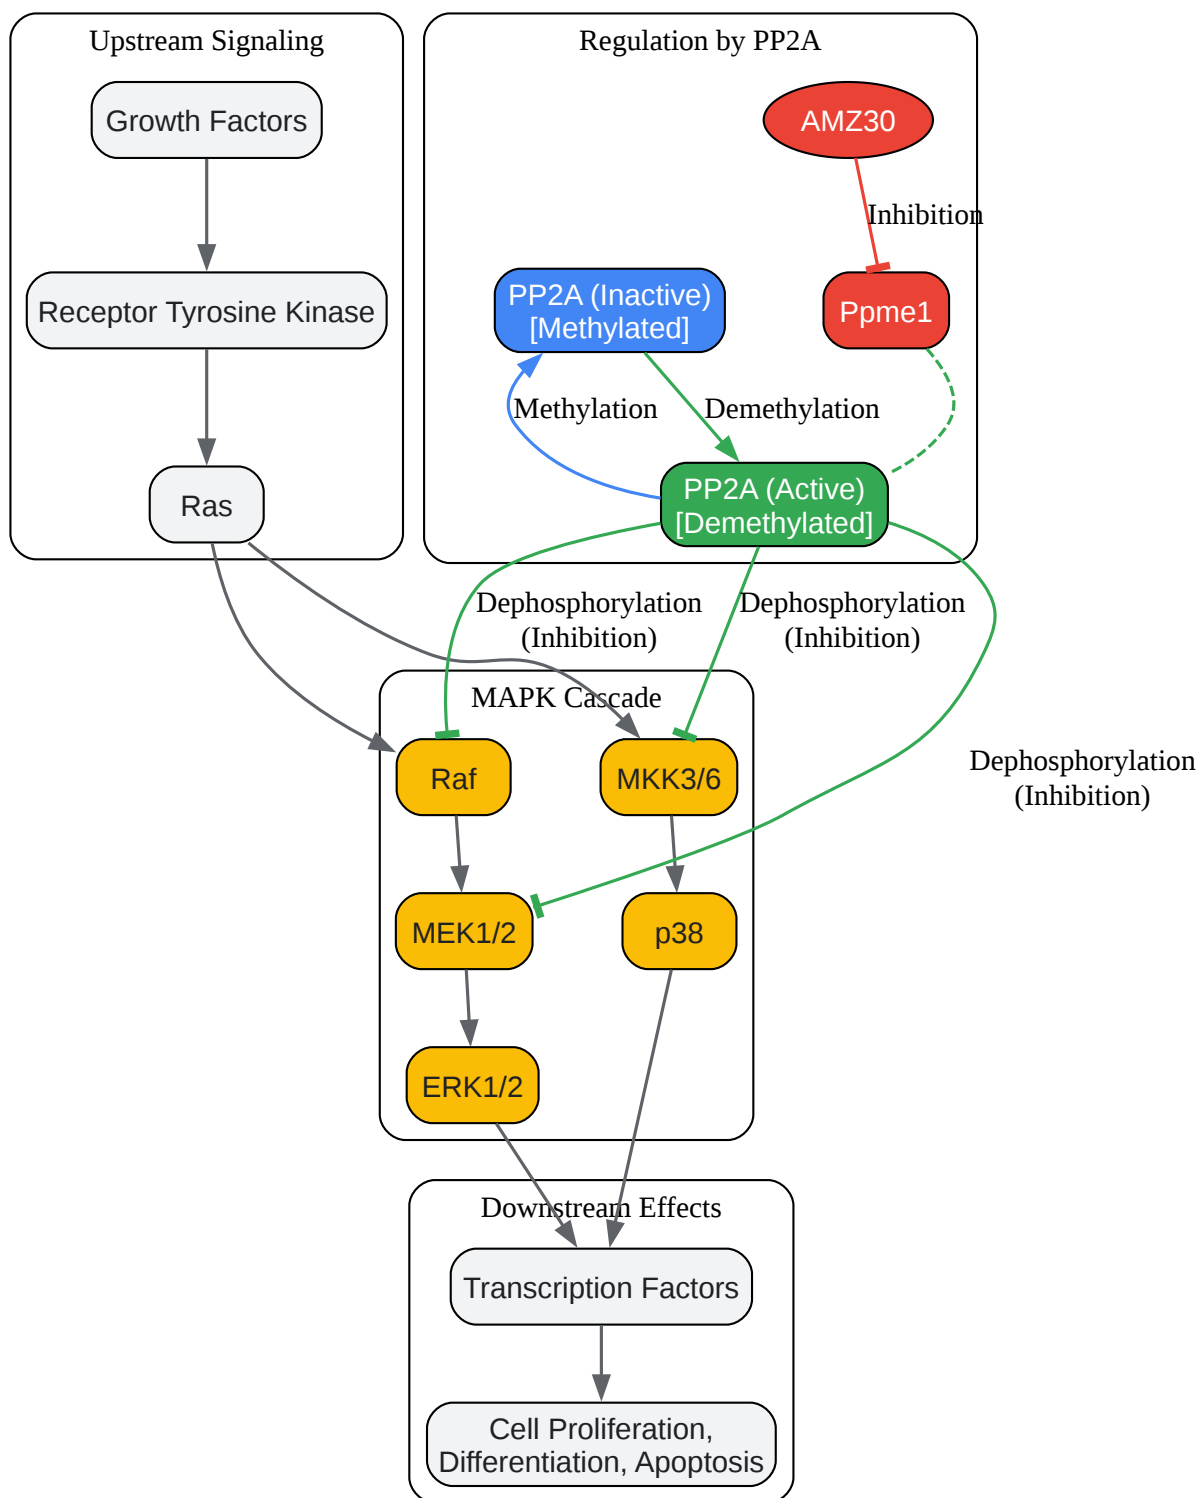 Upstream Signaling
Growth Factors
Receptor Tyrosine Kinase
Ras
Regulation by PP2A
AMZ30
Inhibition
PP2A (Inactive)
[Methylated]
Ppme1
Methylation
Demethylation
PP2A (Active)
[Demethylated]
Dephosphorylation
(Inhibition)
Dephosphorylation
(Inhibition)
Dephosphorylation
(Inhibition)
MAPK Cascade
Raf
MKK3/6
MEK1/2
p38
ERK1/2
Downstream Effects
Transcription Factors
Cell Proliferation,
Differentiation, Apoptosis